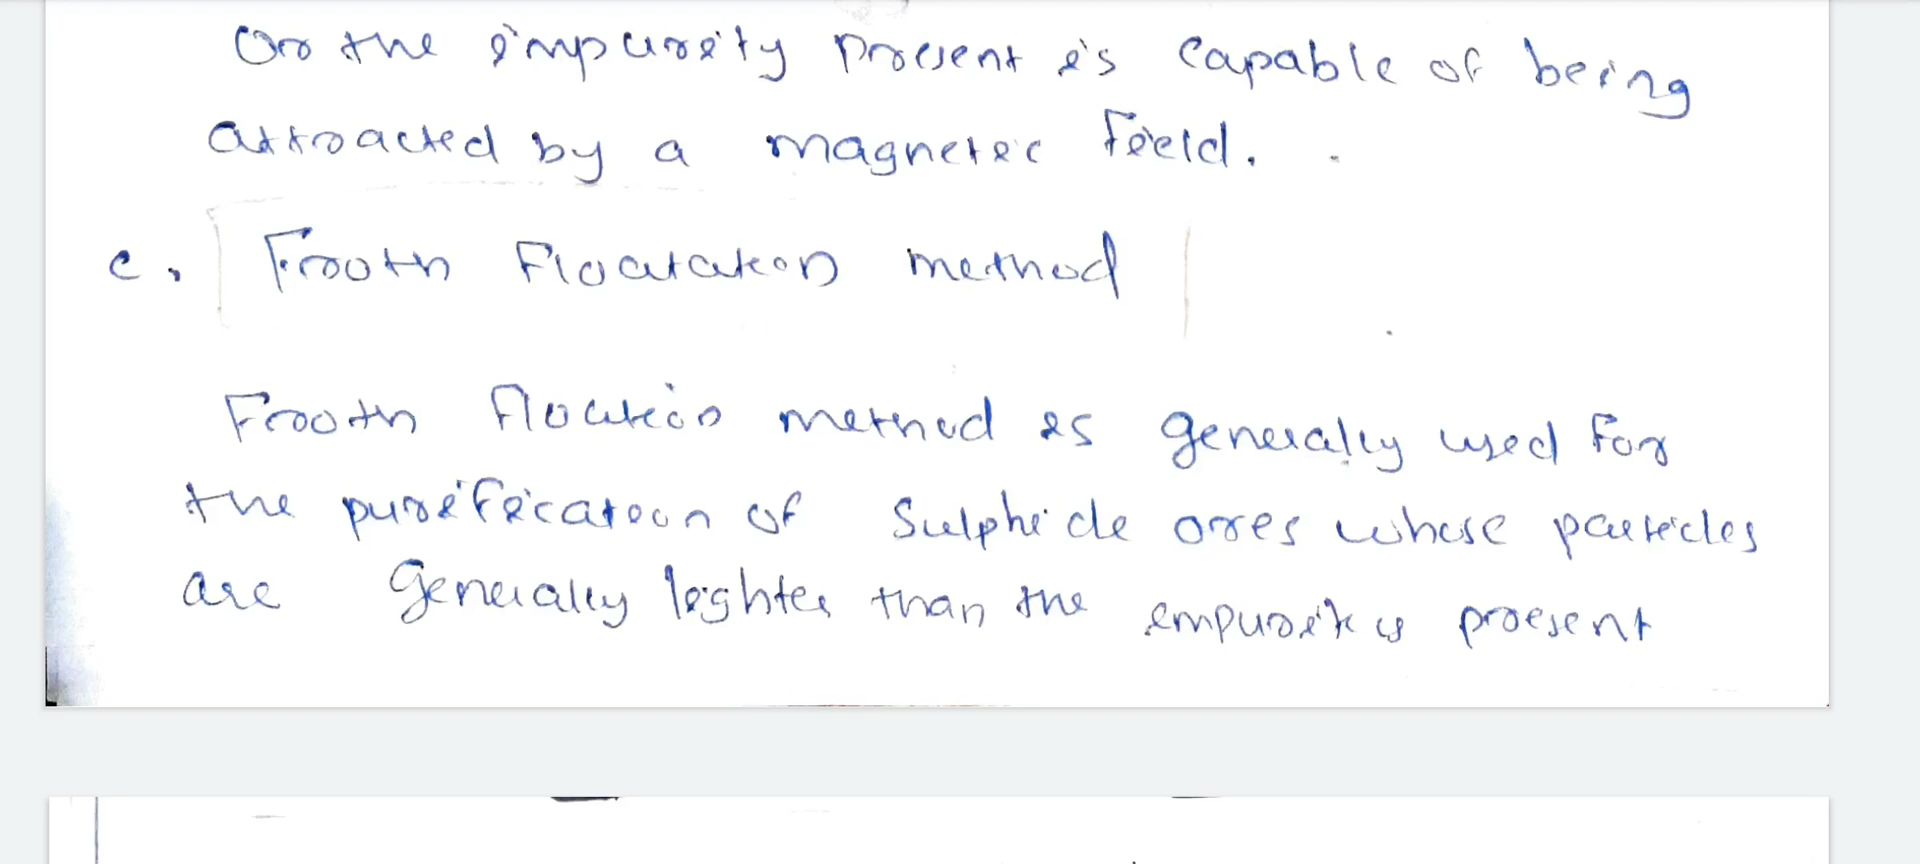 Or the impurity present is capable of being
attracted by a magnetic field.
c. Froth Floatation method
Froth floation method is generally used for
the purification of Sulphide ores whose particles
are Generally lighter than the impurities present